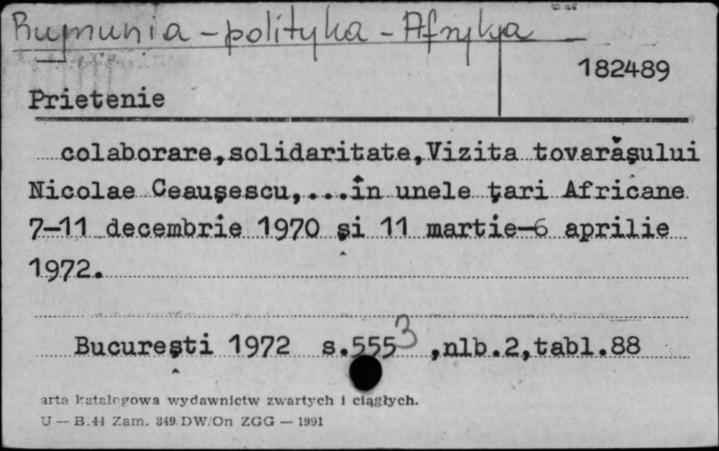 Rumunia - polityka - Afryka
182489
Prietenie
colaborare,solidaritate,Vizita tovarăşului
Nicolae Ceauşescu,...în unele ţari Africane
7-11 decembrie 1970 şi 11 martie-6 aprilie
1972.
Bucureşti 1972 s.555 3 ,nlb.2,tabl.88
arta katalogowa wydawnictw zwartych i ciągłych.
U — B.44 Zam. 349 DW/On ZGG — 1991